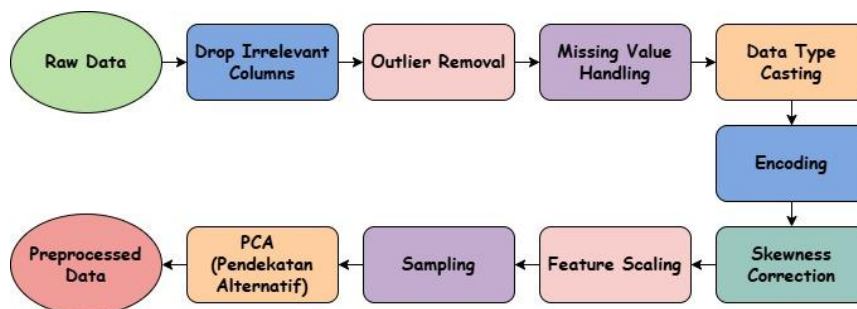 Raw Data
Drop Irrelevant
Columns
Outlier Removal
Missing Value
Handling
Data Type
Casting
Encoding
Skewness
Correction
Feature Scaling
Sampling
PCA
(Pendekatan
Alternatif)
Preprocessed
Data